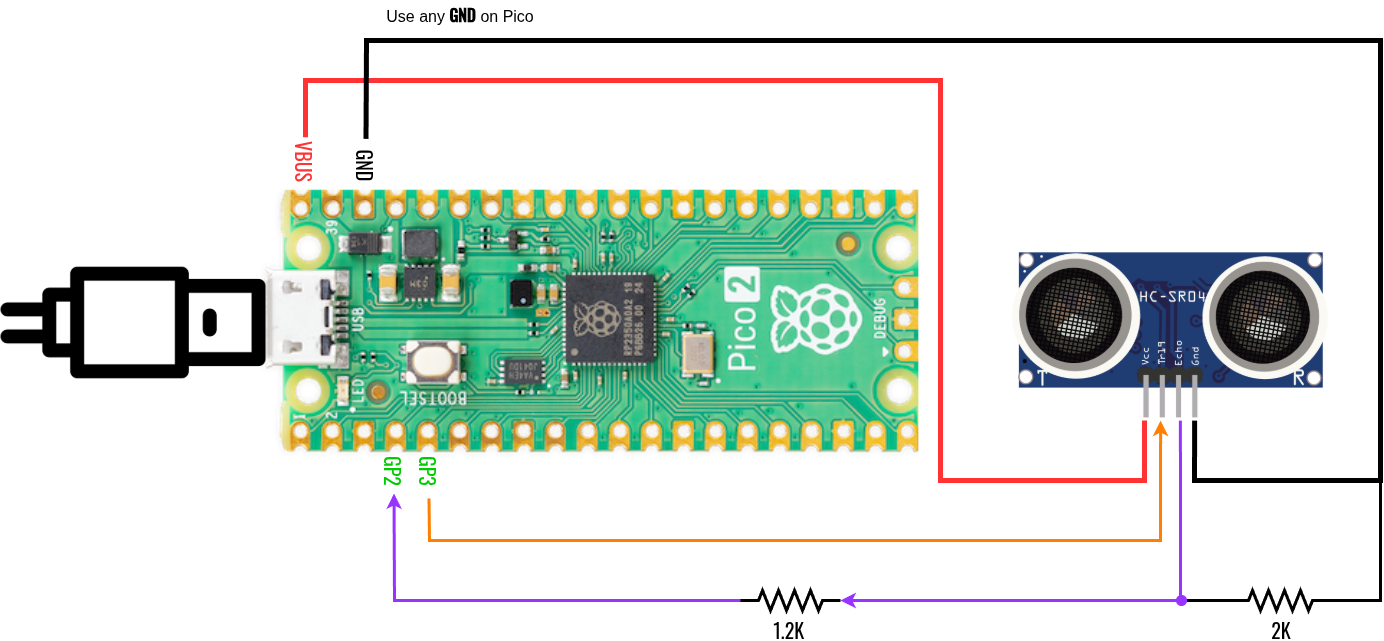 Use any GND on Pico
VBUS
GND
39
USB
LED
1
2
BOOTSEL
RP2350A0A2
Pico 2
DEBUG
HC-SR04
Vcc
Trig
Echo
Gnd
T
R
GP2
GP3
1.2K
2K